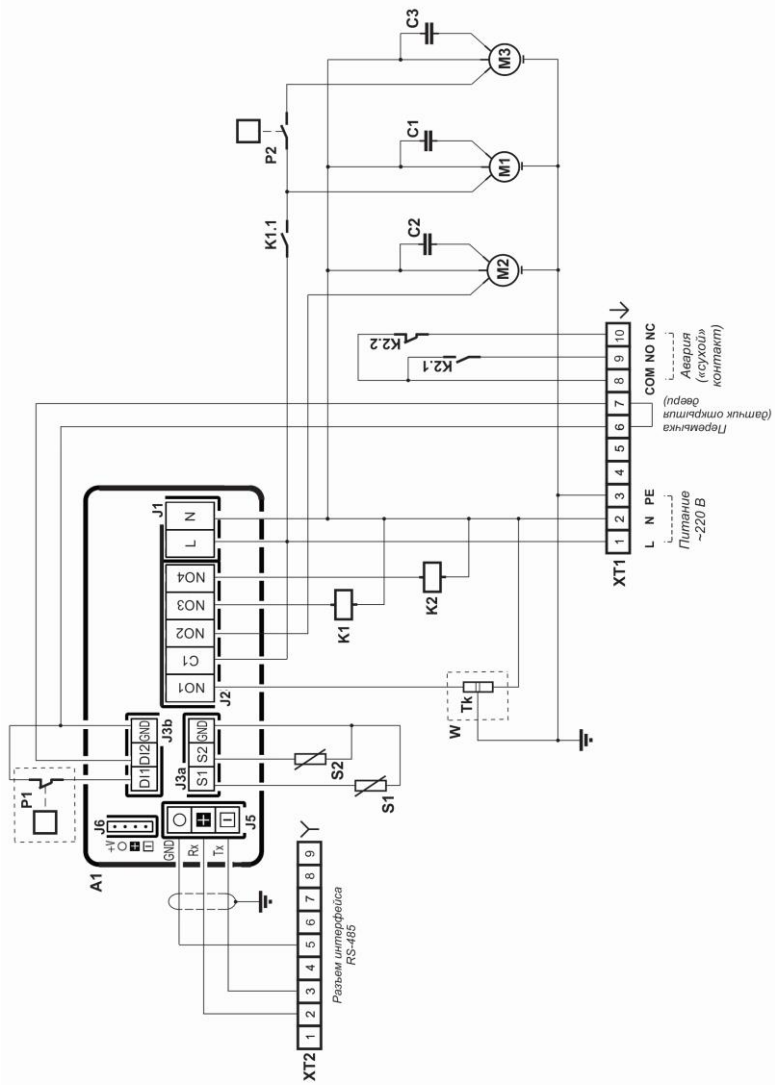 A1
+V
GND
Rx
Tx
J6
P1
DI1 DI2 GND
J3b
J3a
S1 S2 GND
J5
J2
NO1 C1 NO2 NO3 NO4
J1
L N
S2
S1
W
Tk
K1
K2
K1.1
P2
C2
C1
C3
M2
M1
M3
K2.2
K2.1
XT1
1 2 3 4 5 6 7 8 9 10
L N PE
COM NO NC
Питание
~220 В
Перемычка
(датчик открытия
двери)
Авария
(«сухой»
контакт)
XT2
1 2 3 4 5 6 7 8 9
Разъем интерфейса
RS-485